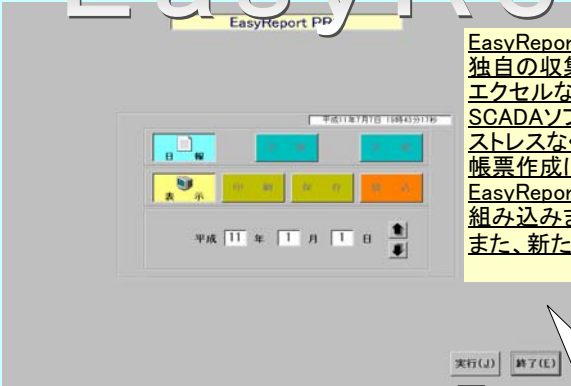 EasyRepo
EasyReport PR
EasyRepor
独自の収集
エクセルな
SCADAソフ
ストレスなく
帳票作成に
EasyRepor
組み込みま
また、新た
平成11年7月7日 19時43分17秒
日 報
表 示
印 刷
保 存
平成 11 年 1 月 1 日
実行(J) 終了(E)